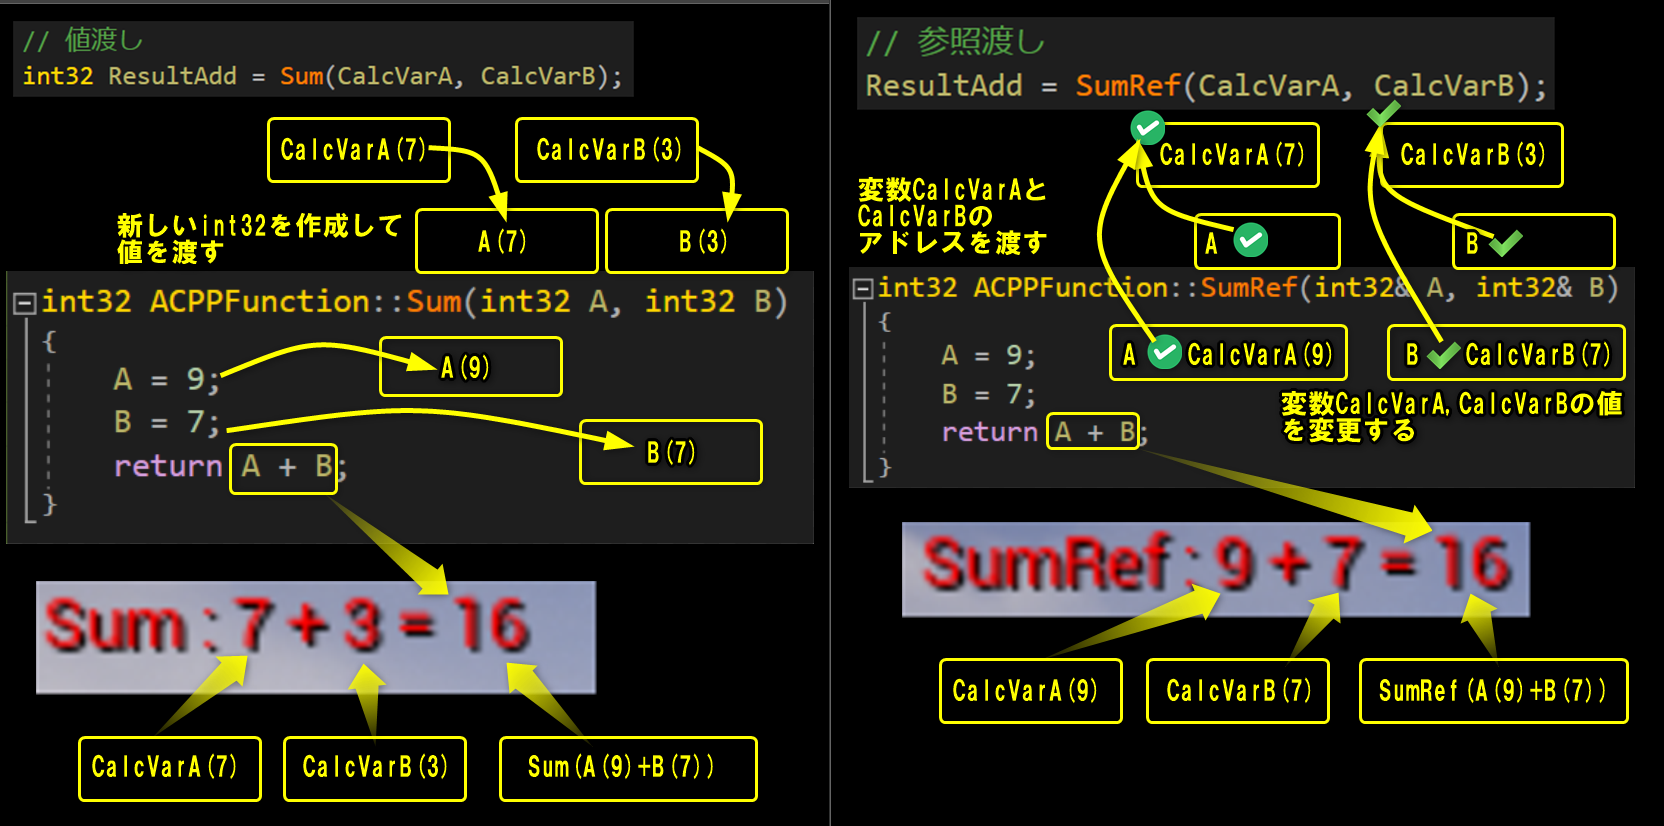 // 値渡し
int32 ResultAdd = Sum(CalcVarA, CalcVarB);
CalcVarA(7)
CalcVarB(3)
新しいint32を作成して
値を渡す
A(7)
B(3)
int32 ACPPFunction::Sum(int32 A, int32 B)
{
A = 9;
A(9)
B = 7;
B(7)
return A + B;
}
Sum : 7 + 3 = 16
CalcVarA(7)
CalcVarB(3)
Sum(A(9)+B(7))
// 参照渡し
ResultAdd = SumRef(CalcVarA, CalcVarB);
CalcVarA(7)
CalcVarB(3)
変数CalcVarAと
CalcVarBの
アドレスを渡す
A
B
int32 ACPPFunction::SumRef(int32& A, int32& B)
{
A = 9;
A CalcVarA(9)
B CalcVarB(7)
B = 7;
変数CalcVarA,CalcVarBの値
を変更する
return A + B;
}
SumRef : 9 + 7 = 16
CalcVarA(9)
CalcVarB(7)
SumRef(A(9)+B(7))